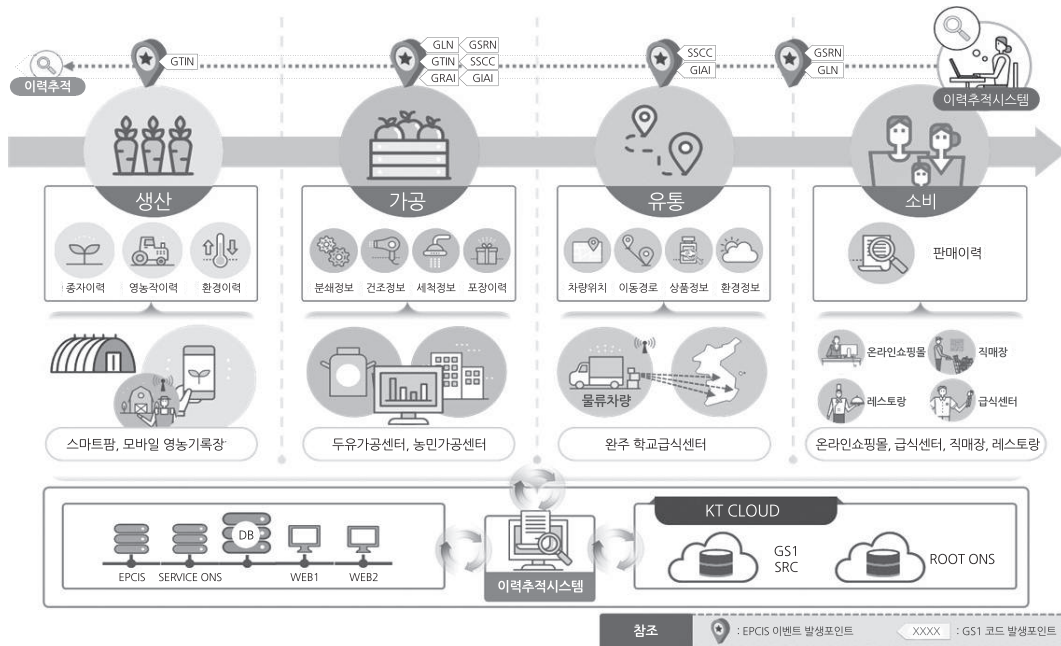 이력추적
GTIN
GLN
GSRN
GTIN
SSCC
GRAI
GIAI
SSCC
GIAI
GSRN
GLN
이력추적시스템
생산
가공
유통
소비
종자이력
영농작이력
환경이력
분쇄정보
건조정보
세척정보
포장이력
차량위치
이동경로
상품정보
환경정보
판매이력
물류차량
온라인쇼핑몰
직매장
레스토랑
급식센터
스마트팜, 모바일 영농기록장
두유가공센터, 농민가공센터
완주 학교급식센터
온라인쇼핑몰, 급식센터, 직매장, 레스토랑
DB
EPCIS
SERVICE ONS
WEB1
WEB2
이력추적시스템
KT CLOUD
GS1
SRC
ROOT ONS
참조
: EPCIS 이벤트 발생포인트
XXXX
: GS1 코드 발생포인트